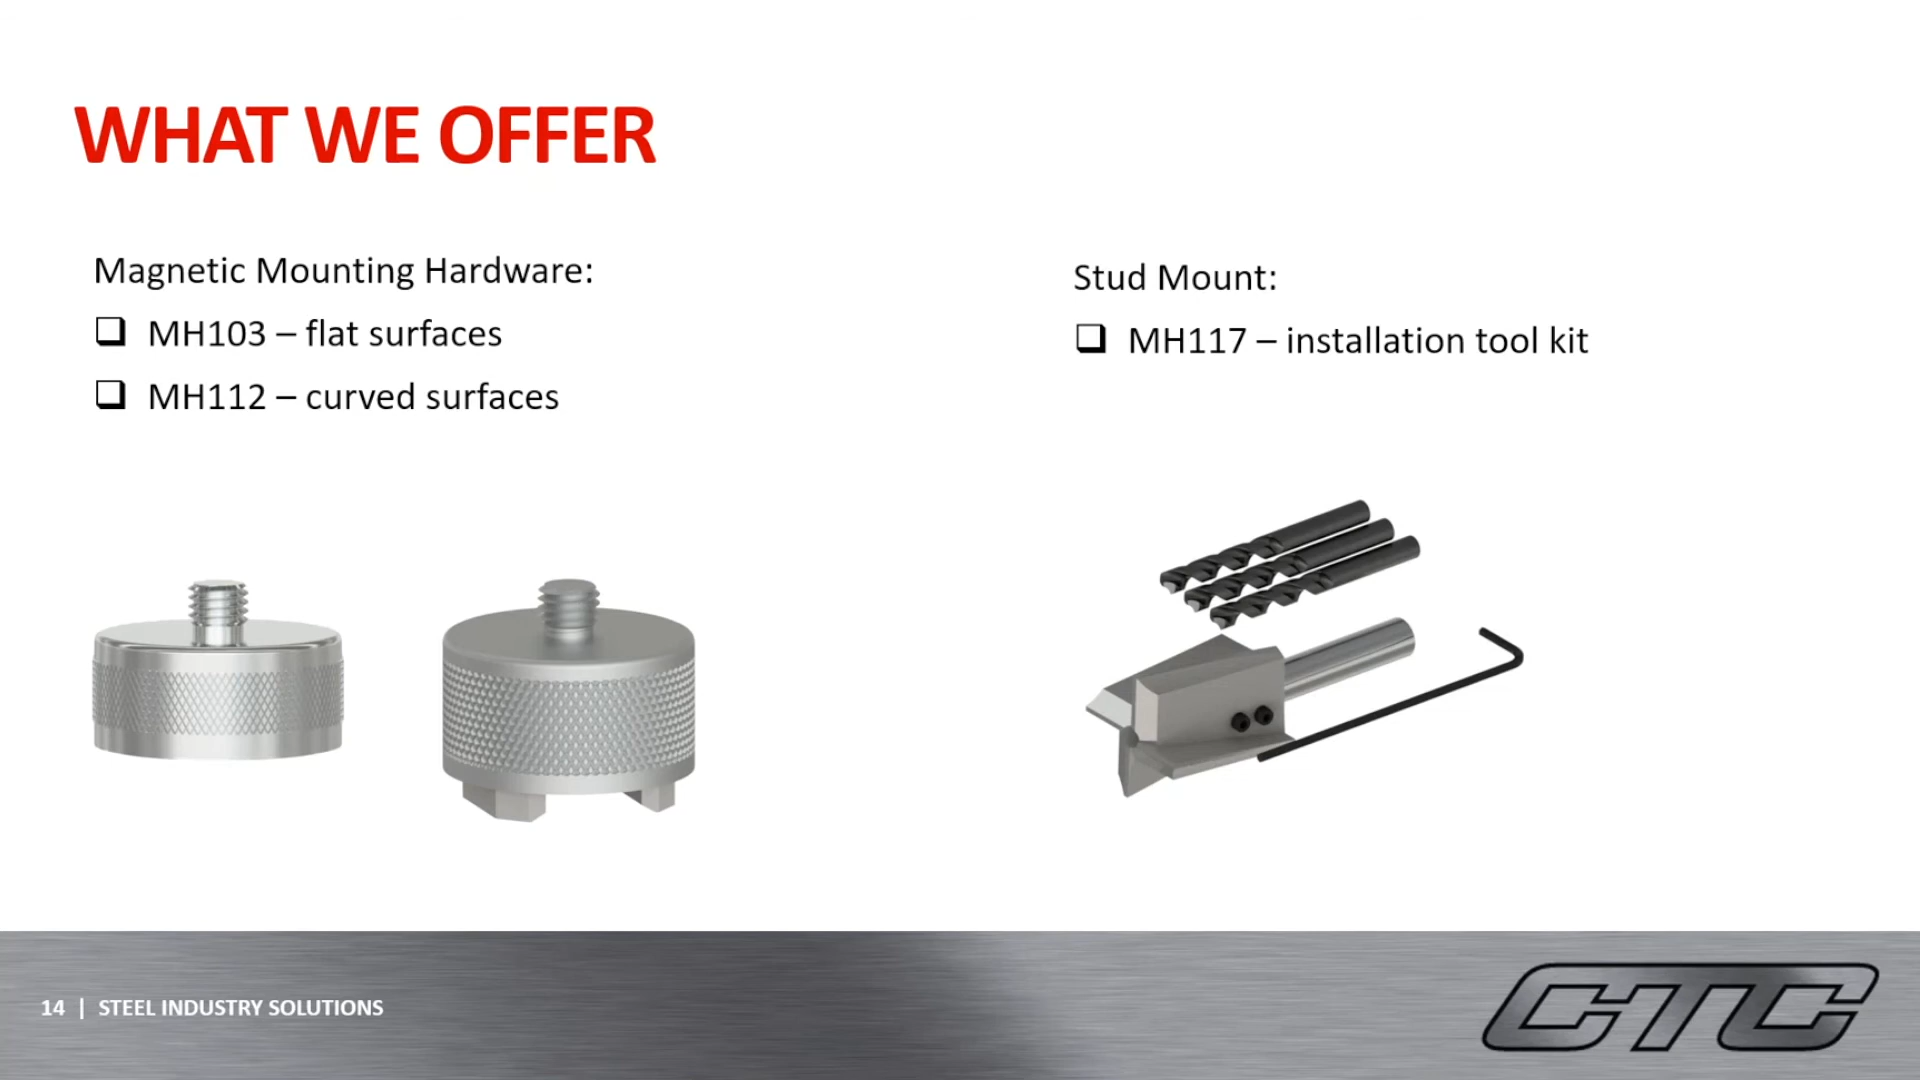 WHAT WE OFFER
Magnetic Mounting Hardware:
❑ MH103 – flat surfaces
❑ MH112 – curved surfaces
Stud Mount:
❑ MH117 – installation tool kit
14 | STEEL INDUSTRY SOLUTIONS
CTC